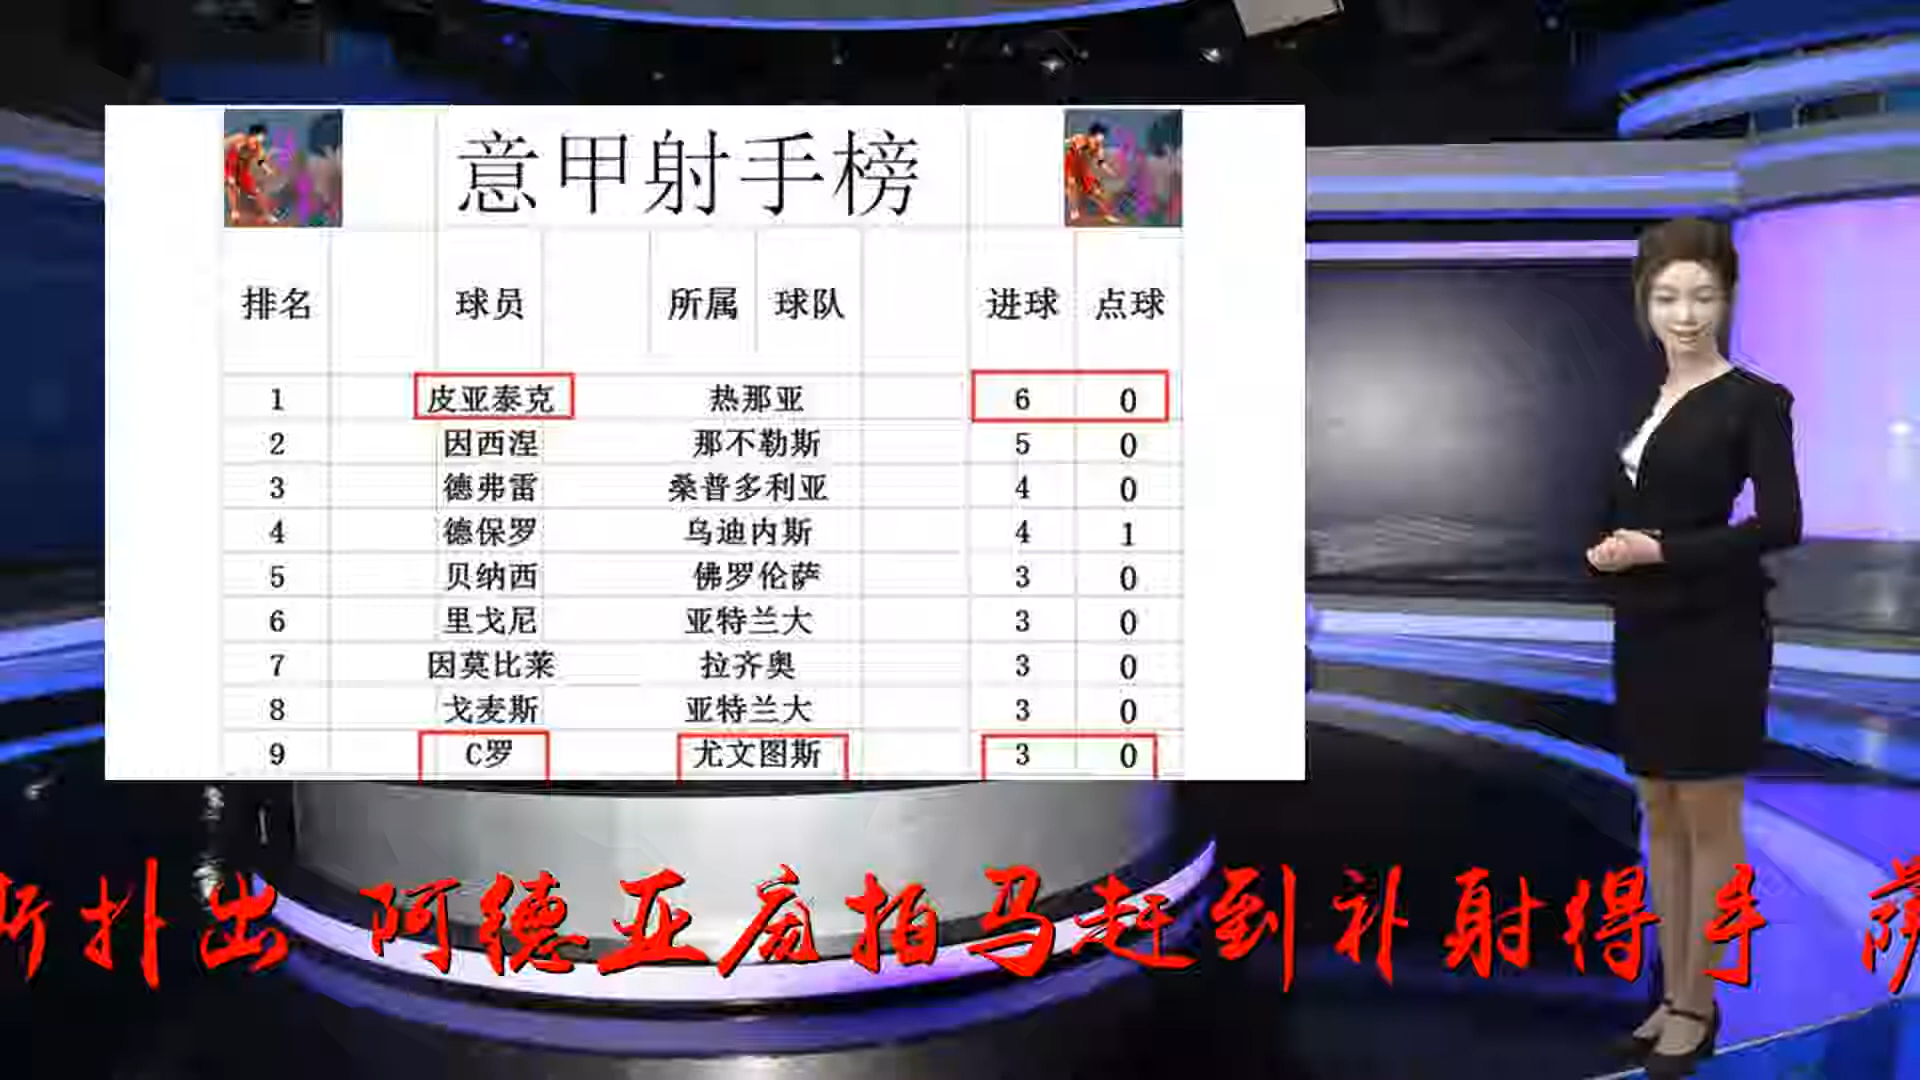 意甲射手榜
排名 球员 所属 球队 进球 点球
1 皮亚泰克 热那亚 6 0
2 因西涅 那不勒斯 5 0
3 德弗雷 桑普多利亚 4 0
4 德保罗 乌迪内斯 4 1
5 贝纳西 佛罗伦萨 3 0
6 里戈尼 亚特兰大 3 0
7 因莫比莱 拉齐奥 3 0
8 戈麦斯 亚特兰大 3 0
9 C罗 尤文图斯 3 0
斯扑出 阿德亚庞拍马赶到补射得手 萨